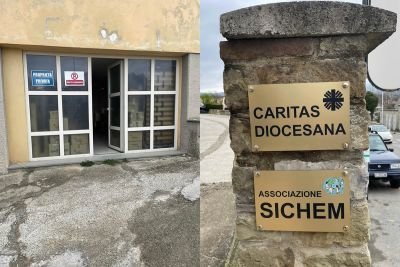 PROPRIETÀ
PRIVATA
CARITAS
DIOCESANA
ASSOCIAZIONE
SICHEM